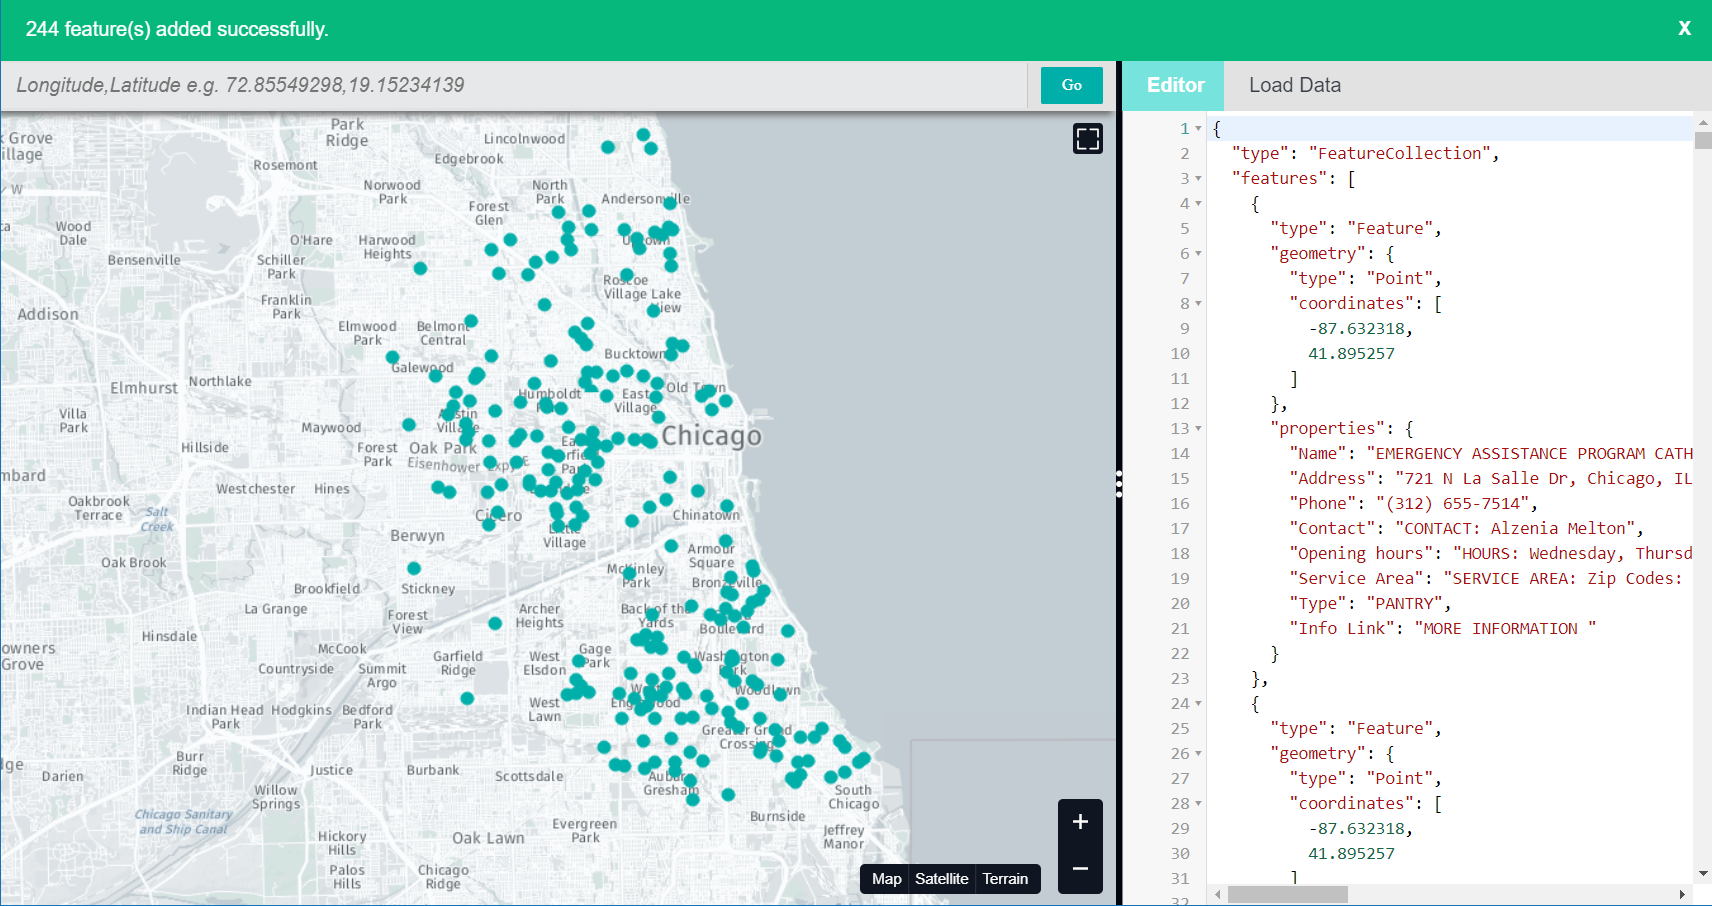 244 feature(s) added successfully.
X
Longitude,Latitude e.g. 72.85549298,19.15234139
Go
Editor
Load Data
Park
Ridge
Lincolnwood
Edgebrook
Rosemont
Norwood
Park
North
Park
Andersonville
Forest
Glen
Wood
Dale
O'Hare
Harwood
Heights
Bensenville
Schiller
Park
Roscoe
Village
Lake
View
Franklin
Park
Addison
Elmwood
Park
Belmont
Central
Bucktown
Galewood
Elmhurst
Northlake
Humboldt
East
Village
Old Town
Villa
Park
Maywood
Chicago
Hillside
Forest
Park
Oak Park
Eisenhower Expy
Westchester
Hines
Oakbrook
Terrace
Salt
Creek
Cicero
Chinatown
Berwyn
Little
Village
Oak Brook
Armour
Square
McKinley
Park
Bronzeville
Brookfield
Stickney
La Grange
Forest
View
Archer
Heights
Back of the
Yards
Hinsdale
McCook
Gage
Park
Washington
Park
Countryside
Summit
Argo
Garfield
Ridge
West
Elsdon
Woodlawn
West
Lawn
Indian Head
Park
Hodgkins
Bedford
Park
Greater Grand
Crossing
Burr
Ridge
Darien
Justice
Burbank
Scottsdale
Auburn
Gresham
Willow
Springs
South
Chicago
Chicago Sanitary
and Ship Canal
Burnside
Hickory
Hills
Oak Lawn
Evergreen
Park
Jeffrey
Manor
Palos
Hills
Chicago
Ridge
+
−
Map Satellite Terrain
1 {
2 "type": "FeatureCollection",
3 "features": [
4 {
5 "type": "Feature",
6 "geometry": {
7 "type": "Point",
8 "coordinates": [
9 -87.632318,
10 41.895257
11 ]
12 },
13 "properties": {
14 "Name": "EMERGENCY ASSISTANCE PROGRAM CATH
15 "Address": "721 N La Salle Dr, Chicago, IL
16 "Phone": "(312) 655-7514",
17 "Contact": "CONTACT: Alzenia Melton",
18 "Opening hours": "HOURS: Wednesday, Thursd
19 "Service Area": "SERVICE AREA: Zip Codes:
20 "Type": "PANTRY",
21 "Info Link": "MORE INFORMATION "
22 }
23 },
24 {
25 "type": "Feature",
26 "geometry": {
27 "type": "Point",
28 "coordinates": [
29 -87.632318,
30 41.895257
31 ]
32